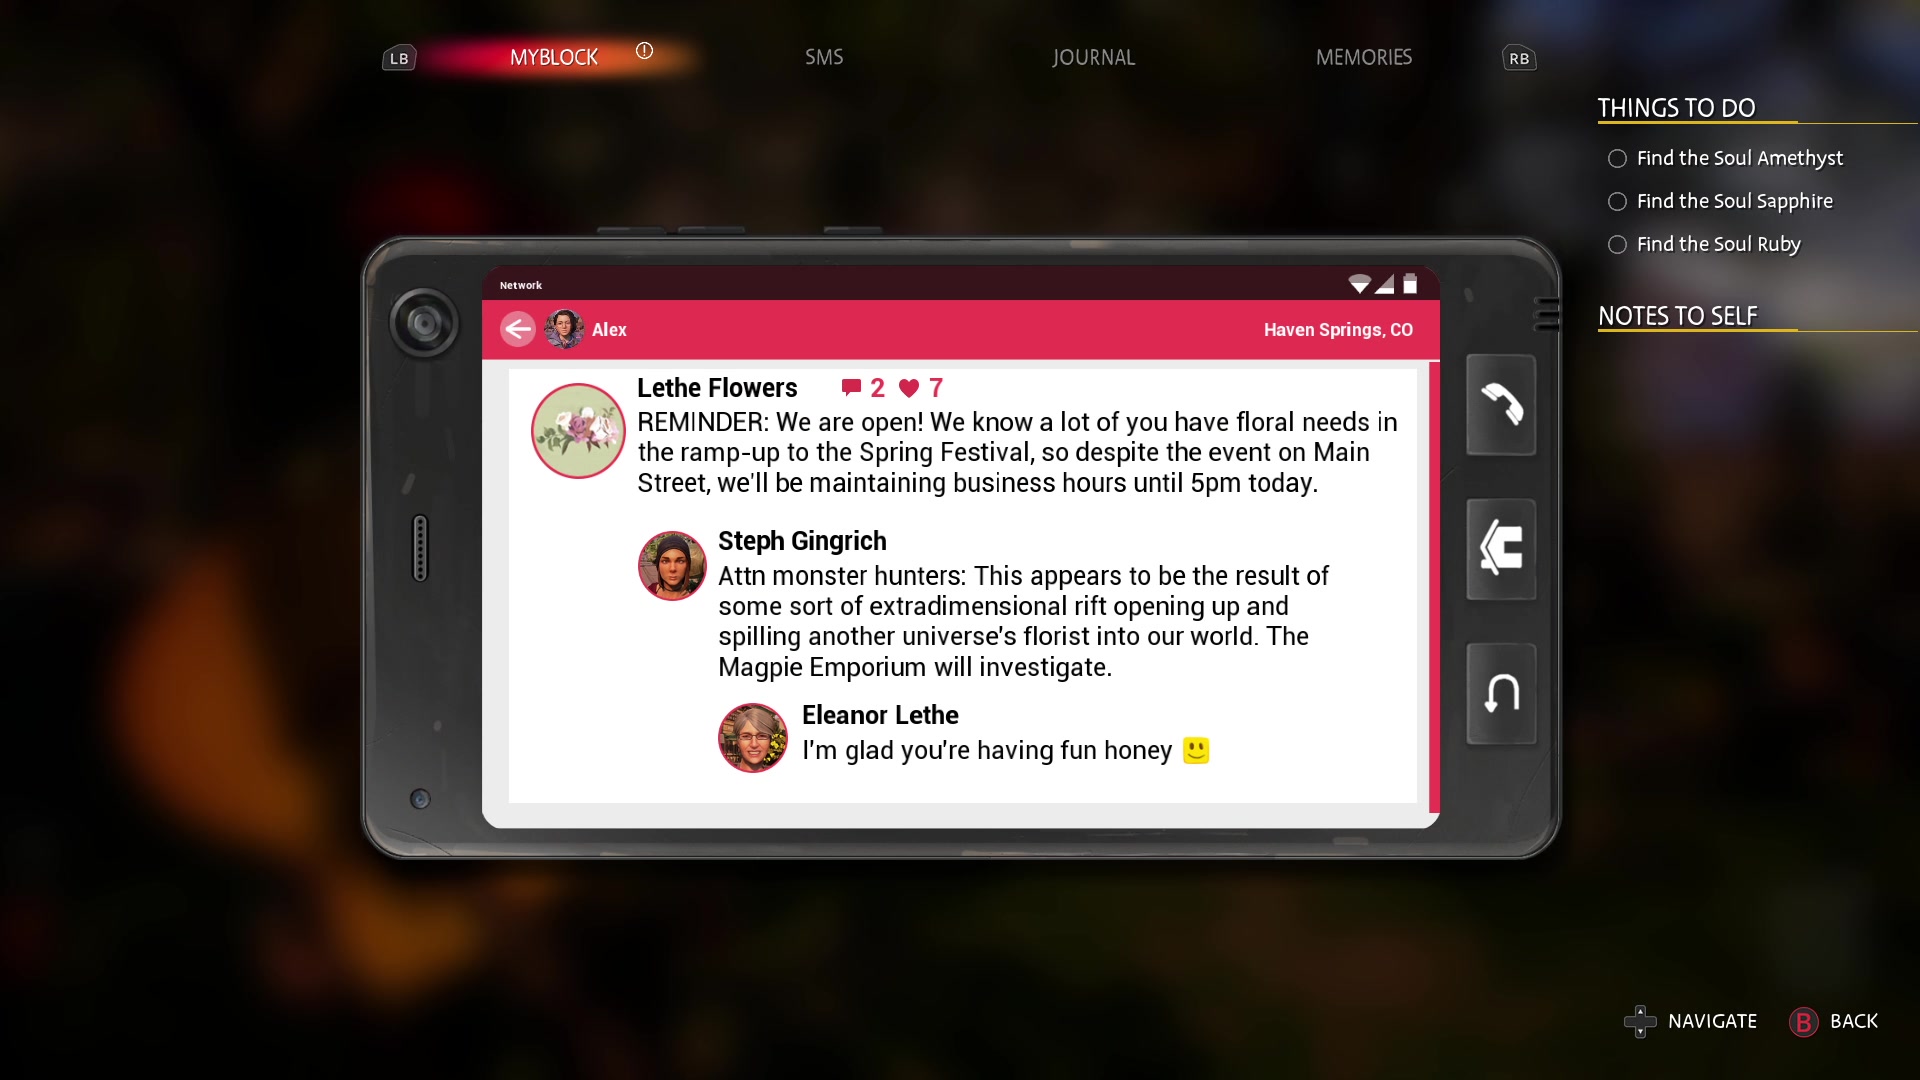 LB
MYBLOCK
SMS
JOURNAL
MEMORIES
RB
THINGS TO DO
Find the Soul Amethyst
Find the Soul Sapphire
Find the Soul Ruby
NOTES TO SELF
Network
Alex
Haven Springs, CO
Lethe Flowers 2 7
REMINDER: We are open! We know a lot of you have floral needs in
the ramp-up to the Spring Festival, so despite the event on Main
Street, we'll be maintaining business hours until 5pm today.
Steph Gingrich
Attn monster hunters: This appears to be the result of
some sort of extradimensional rift opening up and
spilling another universe's florist into our world. The
Magpie Emporium will investigate.
Eleanor Lethe
I'm glad you're having fun honey
NAVIGATE
B BACK